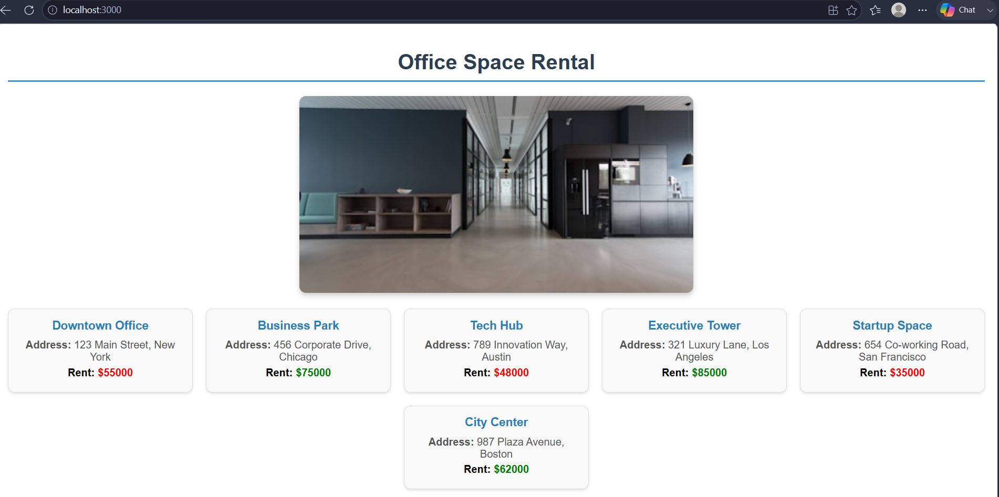 localhost:3000
Chat
Office Space Rental
Downtown Office
Address: 123 Main Street, New
York
Rent: $55000
Business Park
Address: 456 Corporate Drive,
Chicago
Rent: $75000
Tech Hub
Address: 789 Innovation Way,
Austin
Rent: $48000
Executive Tower
Address: 321 Luxury Lane, Los
Angeles
Rent: $85000
Startup Space
Address: 654 Co-working Road,
San Francisco
Rent: $35000
City Center
Address: 987 Plaza Avenue,
Boston
Rent: $62000